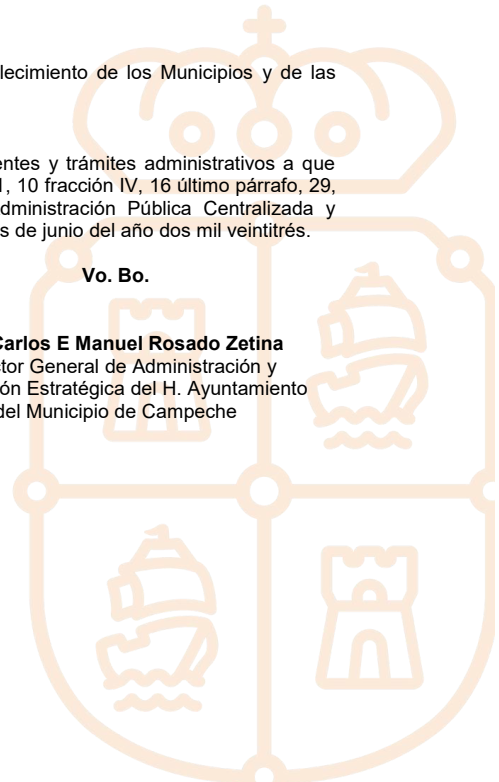 lecimiento de los Municipios y de las
entes y trámites administrativos a que
, 10 fracción IV, 16 último párrafo, 29,
dministración Pública Centralizada y
s de junio del año dos mil veintitrés.
Vo. Bo.
Carlos E Manuel Rosado Zetina
ctor General de Administración y
ón Estratégica del H. Ayuntamiento
del Municipio de Campeche